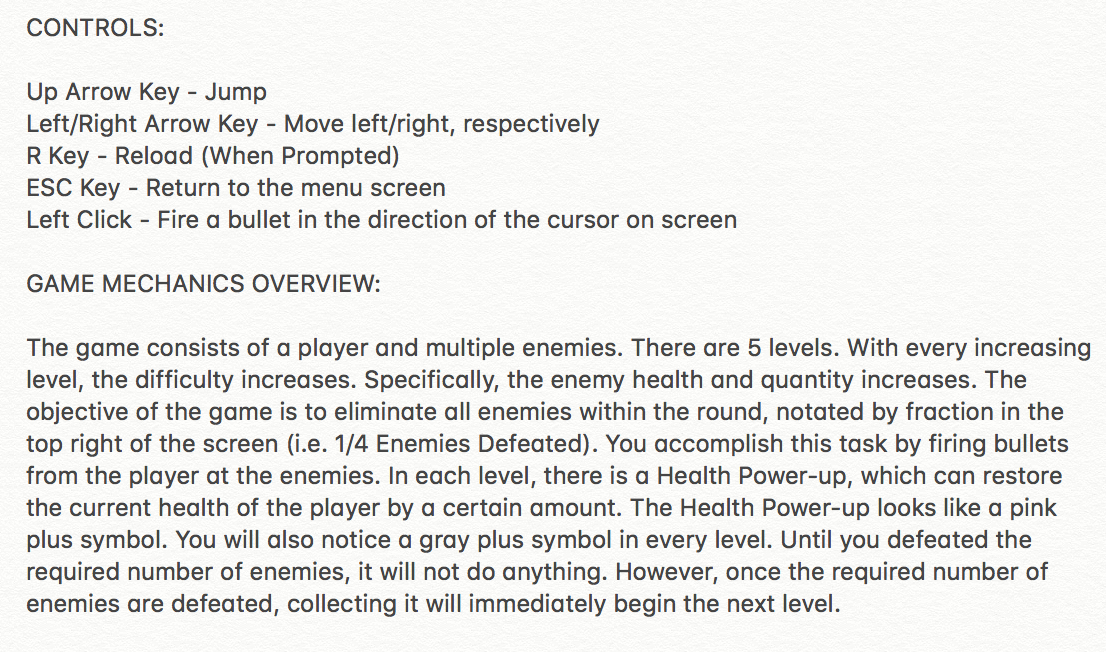 CONTROLS:
Up Arrow Key - Jump
Left/Right Arrow Key - Move left/right, respectively
R Key - Reload (When Prompted)
ESC Key - Return to the menu screen
Left Click - Fire a bullet in the direction of the cursor on screen
GAME MECHANICS OVERVIEW:
The game consists of a player and multiple enemies. There are 5 levels. With every increasing
level, the difficulty increases. Specifically, the enemy health and quantity increases. The
objective of the game is to eliminate all enemies within the round, notated by fraction in the
top right of the screen (i.e. 1/4 Enemies Defeated). You accomplish this task by firing bullets
from the player at the enemies. In each level, there is a Health Power-up, which can restore
the current health of the player by a certain amount. The Health Power-up looks like a pink
plus symbol. You will also notice a gray plus symbol in every level. Until you defeated the
required number of enemies, it will not do anything. However, once the required number of
enemies are defeated, collecting it will immediately begin the next level.